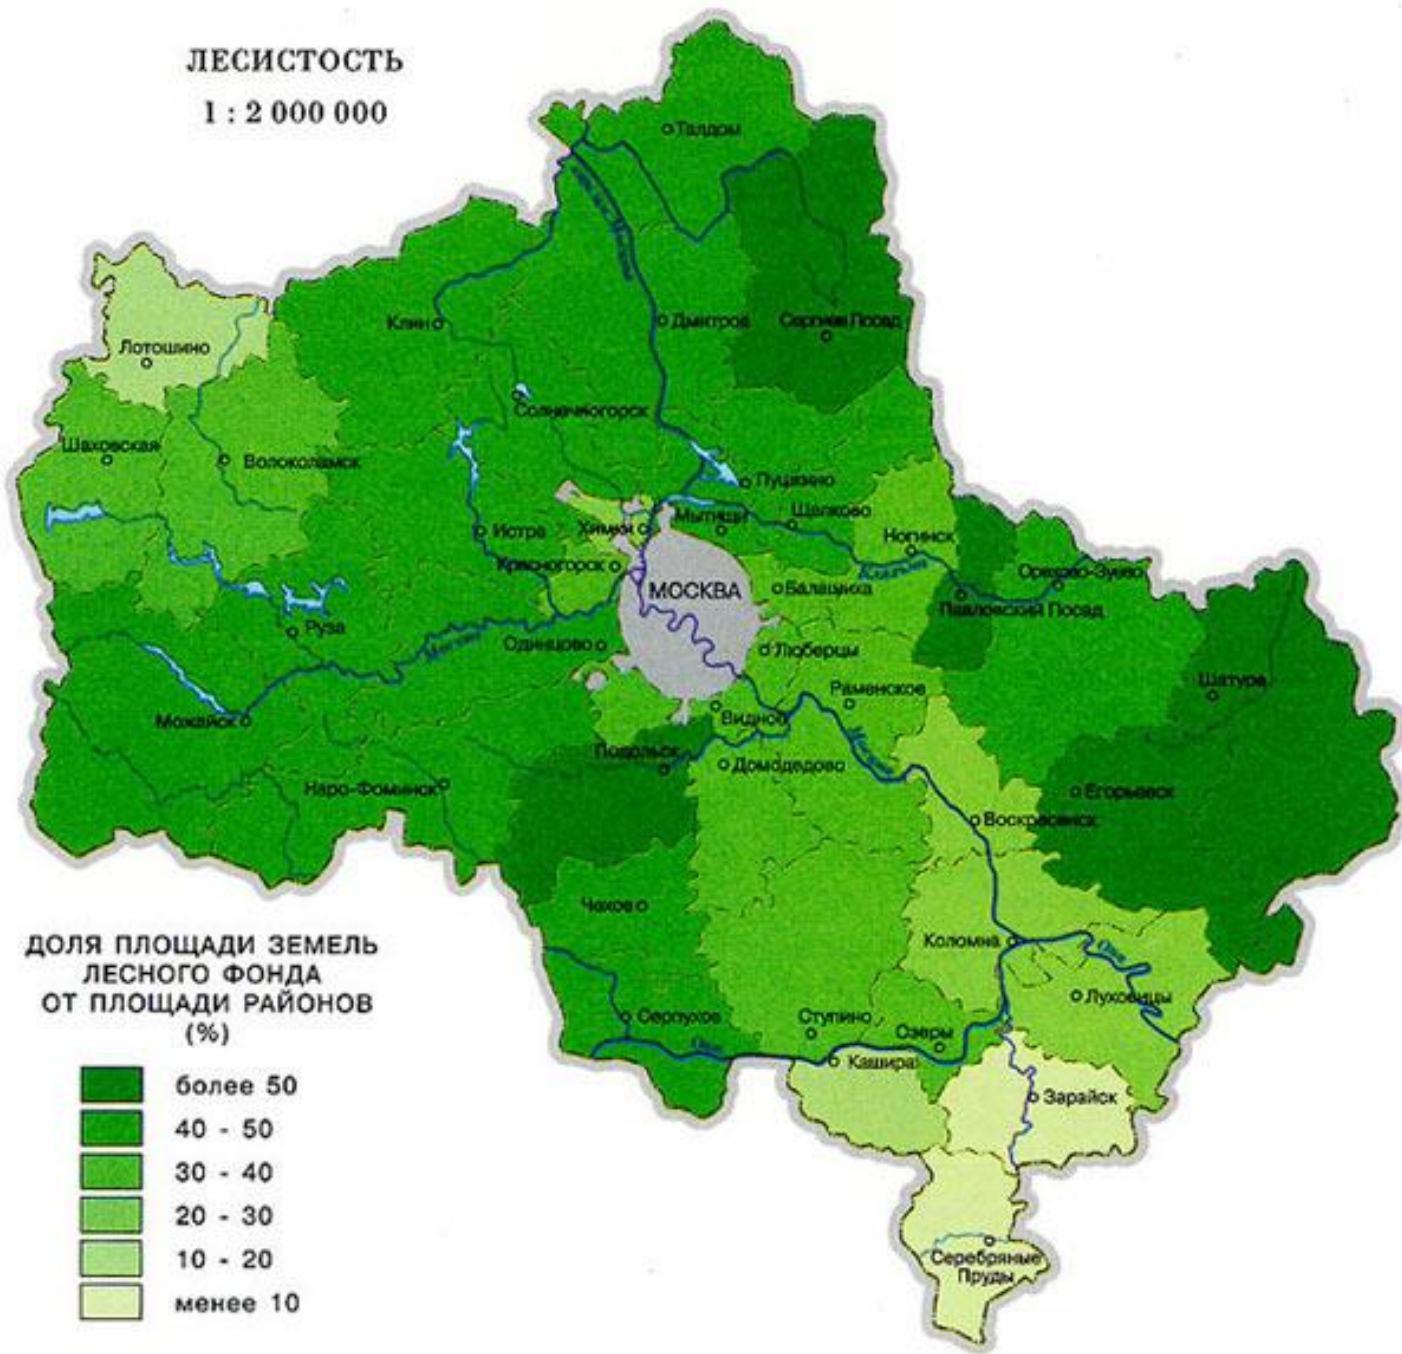 ЛЕСИСТОСТЬ
1 : 2 000 000
Талдом
Клин
Дмитров
Сергиев Посад
Лотошино
Солнечногорск
Шаховская
Волоколамск
Пушкино
Истра
Химки
Мытищи
Щелково
Ногинск
Клязьма
Красногорск
МОСКВА
Балашиха
Орехово-Зуево
Павловский Посад
Руза
Москва
Одинцово
Люберцы
Раменское
Шатура
Можайск
Видное
Москва
Подольск
Домодедово
Наро-Фоминск
Егорьевск
Воскресенск
Чехов
Коломна
Ока
Луховицы
Серпухов
Ока
Ступино
Озеры
Кашира
Зарайск
Серебряные
Пруды
ДОЛЯ ПЛОЩАДИ ЗЕМЕЛЬ
ЛЕСНОГО ФОНДА
ОТ ПЛОЩАДИ РАЙОНОВ
(%)
более 50
40 - 50
30 - 40
20 - 30
10 - 20
менее 10